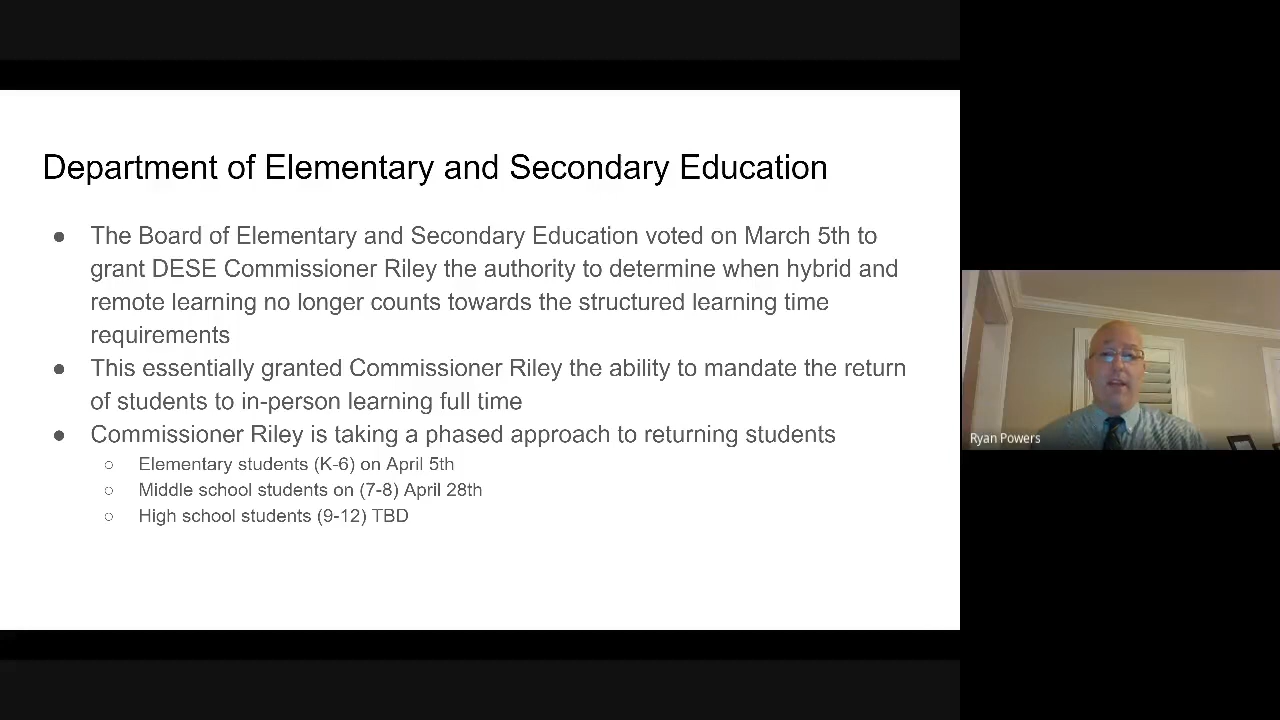 Department of Elementary and Secondary Education
● The Board of Elementary and Secondary Education voted on March 5th to
grant DESE Commissioner Riley the authority to determine when hybrid and
remote learning no longer counts towards the structured learning time
requirements
● This essentially granted Commissioner Riley the ability to mandate the return
of students to in-person learning full time
● Commissioner Riley is taking a phased approach to returning students
○ Elementary students (K-6) on April 5th
○ Middle school students on (7-8) April 28th
○ High school students (9-12) TBD
Ryan Powers